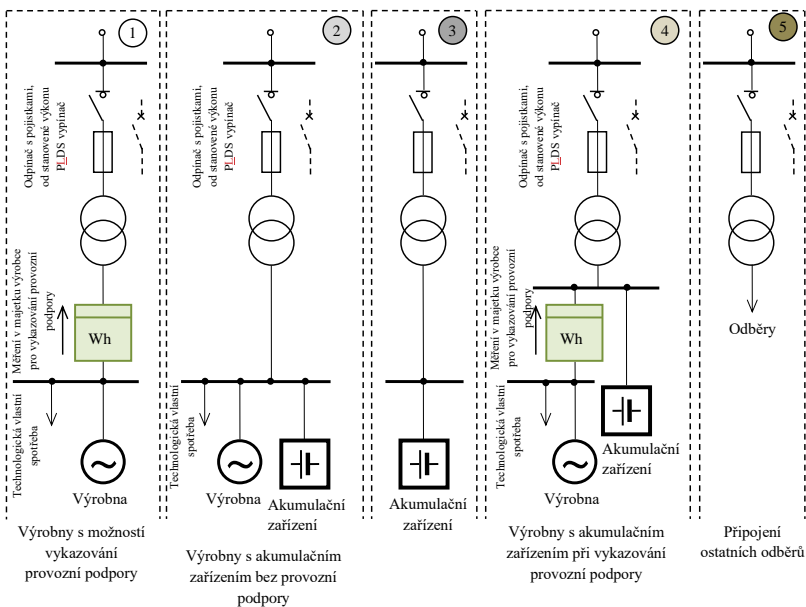 1
Odpínač s pojistkami,
od stanovené výkonu
PLDS vypínač
Měření v majetku výrobce
pro vykazování provozní
podpory
Wh
Technologická vlastní
spotřeba
Výrobna
Výrobny s možností
vykazování
provozní podpory
2
Odpínač s pojistkami,
od stanovené výkonu
PLDS vypínač
Technologická vlastní
spotřeba
Výrobna
Akumulační
zařízení
Výrobny s akumulačním
zařízením bez provozní
podpory
3
Akumulační
zařízení
4
Odpínač s pojistkami,
od stanovené výkonu
PLDS vypínač
Měření v majetku výrobce
pro vykazování provozní
podpory
Wh
Technologická vlastní
spotřeba
Akumulační
zařízení
Výrobna
Výrobny s akumulačním
zařízením při vykazování
provozní podpory
5
Odběry
Připojení
ostatních odběrů